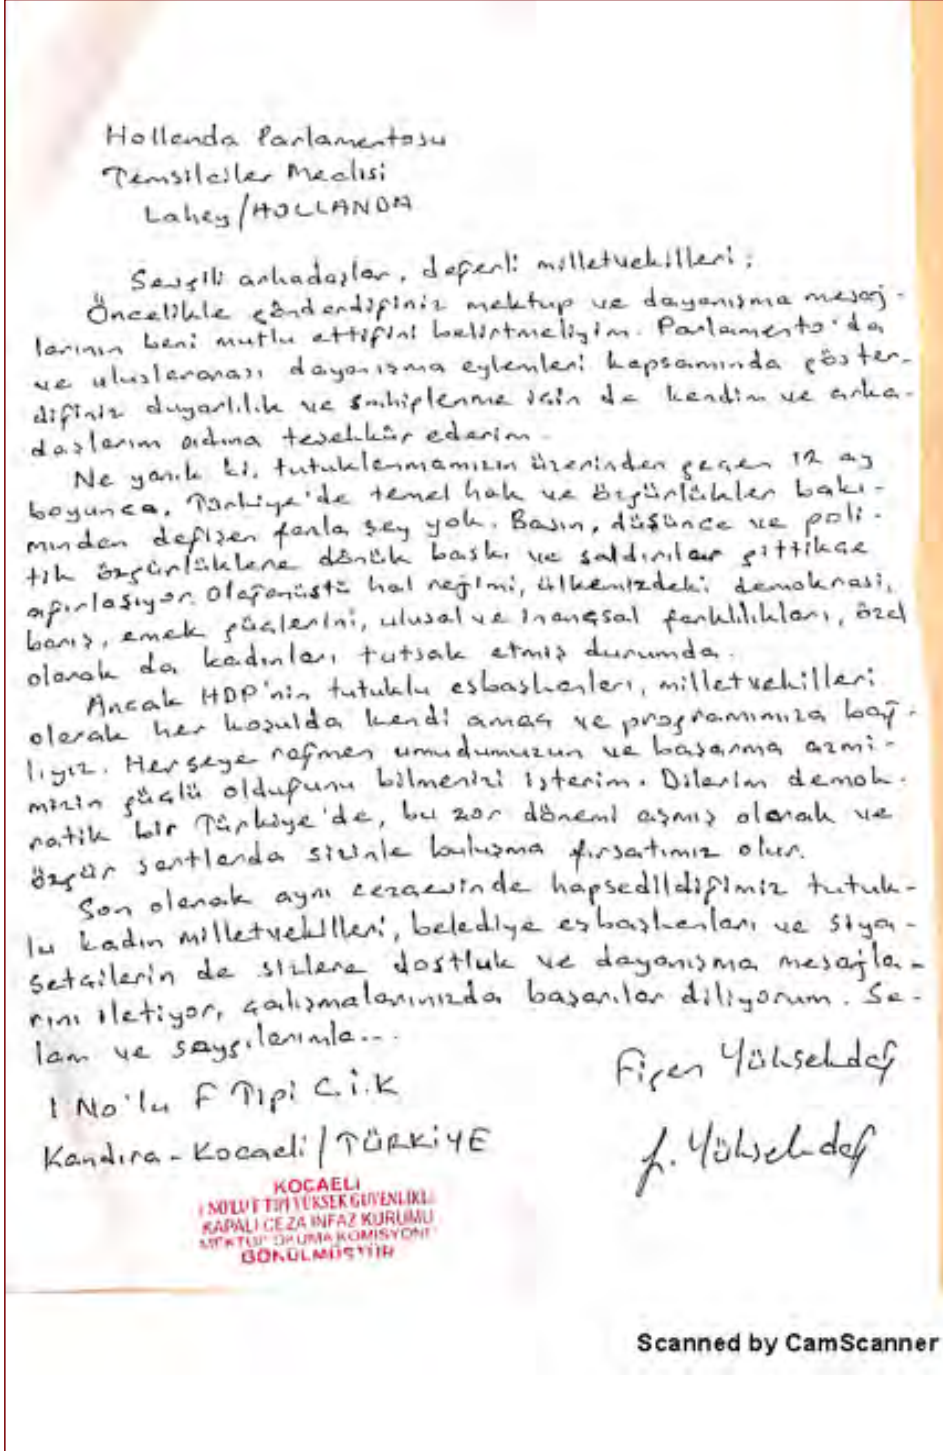 Hollanda Parlamentosu
Temsilciler Meclisi
Lahey/HOLLANDA
Sevgili arkadaşlar, değerli milletvekilleri;
Öncelikle gönderdiğiniz mektup ve dayanışma mesaj-
larının beni mutlu ettiğini belirtmeliyim. Parlamento'da
ve uluslararası dayanışma eylemleri kapsamında göster-
diğiniz duyarlılık ve sahiplenme için de kendim ve arka-
daşlarım adına teşekkür ederim.
Ne yazık ki, tutuklanmamızın üzerinden geçen 12 ay
boyunca, Türkiye'de temel hak ve özgürlükler bakı-
mından değişen fazla şey yok. Basın, düşünce ve poli-
tik özgürlüklere dönük baskı ve saldırılar gittikçe
ağırlaşıyor. Olağanüstü hal rejimi, ülkemizdeki demokrasi,
barış, emek güçlerini, ulusal ve inançsal farklılıkları, özel
olarak da kadınları tutsak etmiş durumda.
Ancak HDP'nin tutuklu eşbaşkanları, milletvekilleri
olarak her koşulda kendi amaç ve programımıza bağ-
lıyız. Herşeye rağmen umudumuzun ve başarma azmi-
mizin güçlü olduğunu bilmenizi isterim. Dilerim demok-
ratik bir Türkiye'de, bu zor dönemi aşmış olarak ve
özgür şartlarda sizinle buluşma fırsatımız olur.
Son olarak aynı cezaevinde hapsedildiğimiz tutuk-
lu kadın milletvekilleri, belediye eşbaşkanları ve siya-
setçilerin de sizlere dostluk ve dayanışma mesajla-
rını iletiyor, çalışmalarınızda başarılar diliyorum. Se-
lam ve saygılarımla...
Figen Yüksekdağ
1 No'lu F Tipi C.İ.K
Kandıra - Kocaeli / TÜRKİYE
f. Yüksekdağ
KOCAELİ
1 NOLU F TİPİ YÜKSEK GÜVENLİKLİ
KAPALI CEZA İNFAZ KURUMU
MEKTUP OKUMA KOMİSYONU
GÖRÜLMÜŞTÜR
Scanned by CamScanner